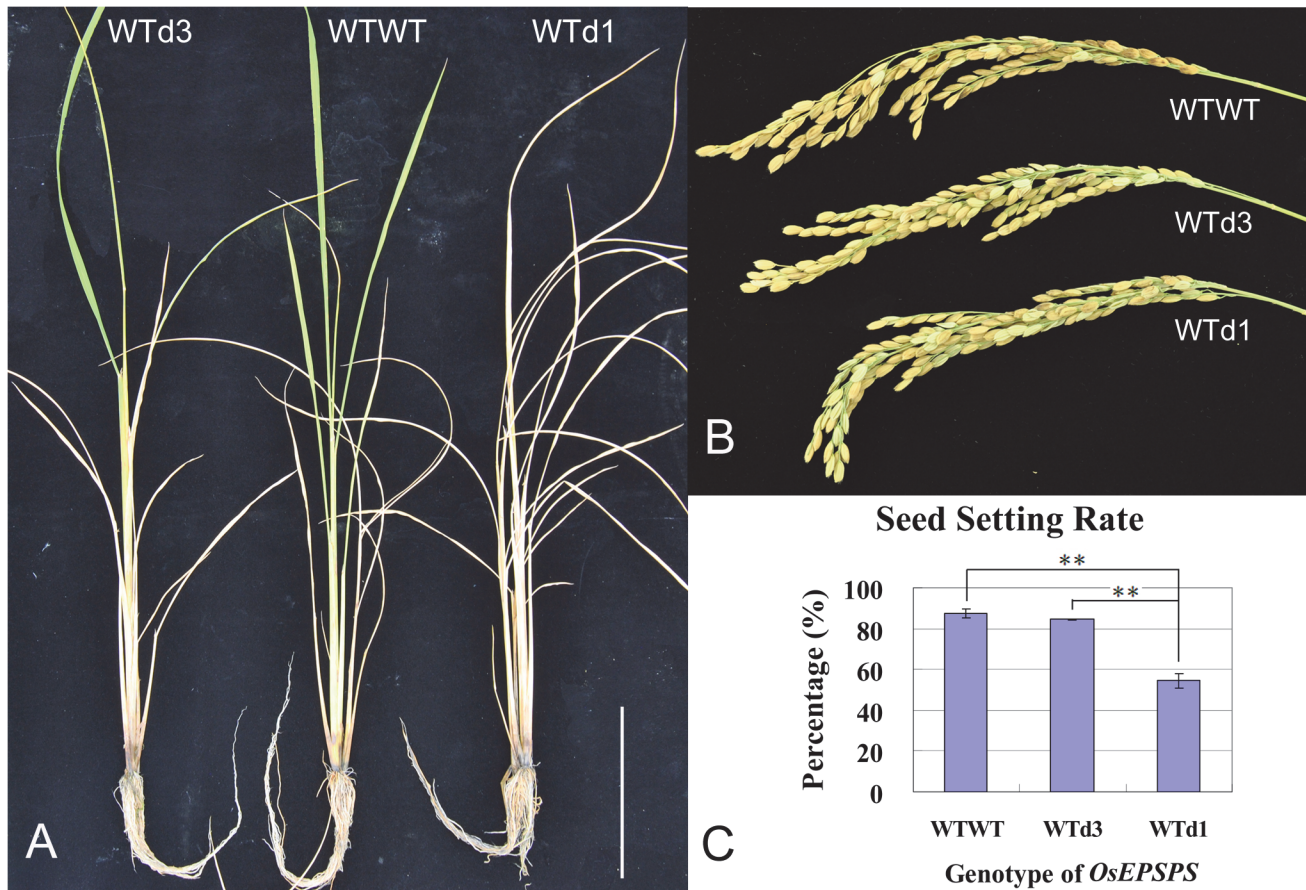 WTd3 WTWT WTd1
A
WTWT
WTd3
WTd1
B
Seed Setting Rate
**
**
Percentage (%)
100
80
60
40
20
0
WTWT WTd3 WTd1
Genotype of OsEPSPS
C